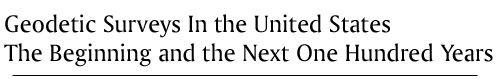 Geodetic Surveys In the United States
The Beginning and the Next One Hundred Years